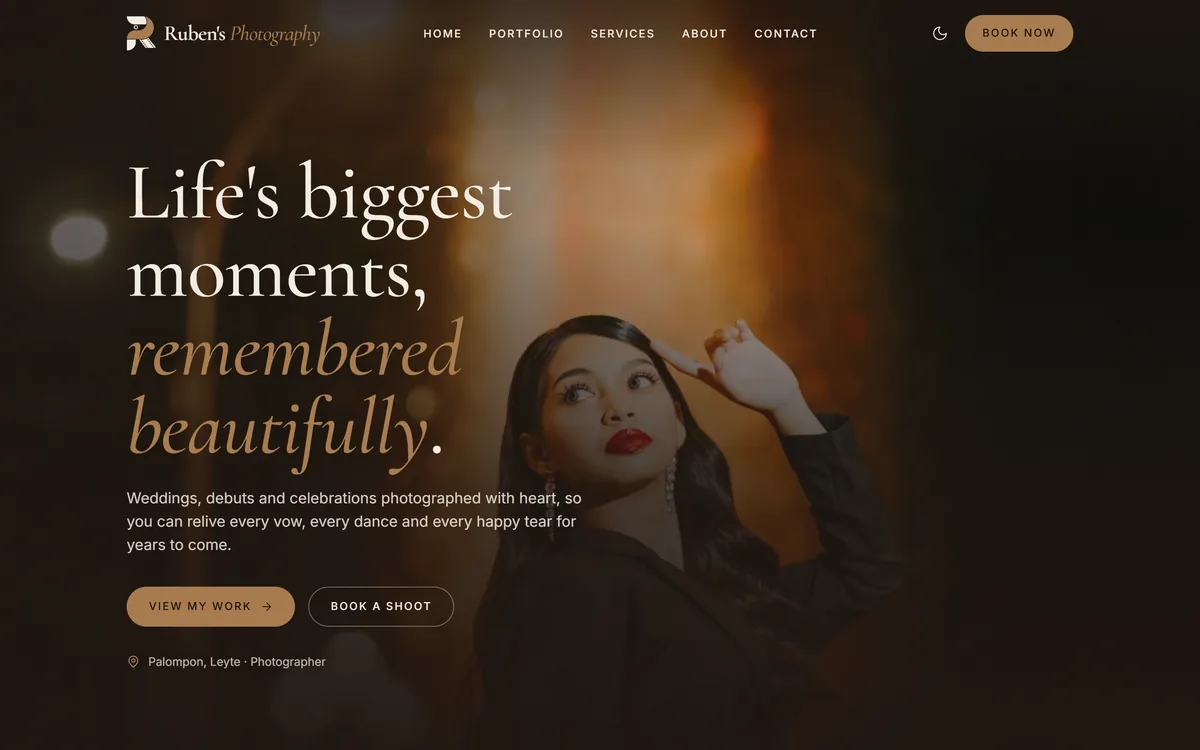 Ruben's Photography
HOME PORTFOLIO SERVICES ABOUT CONTACT
BOOK NOW
Life's biggest
moments,
remembered
beautifully.
Weddings, debuts and celebrations photographed with heart, so
you can relive every vow, every dance and every happy tear for
years to come.
VIEW MY WORK →
BOOK A SHOOT
Palompon, Leyte · Photographer